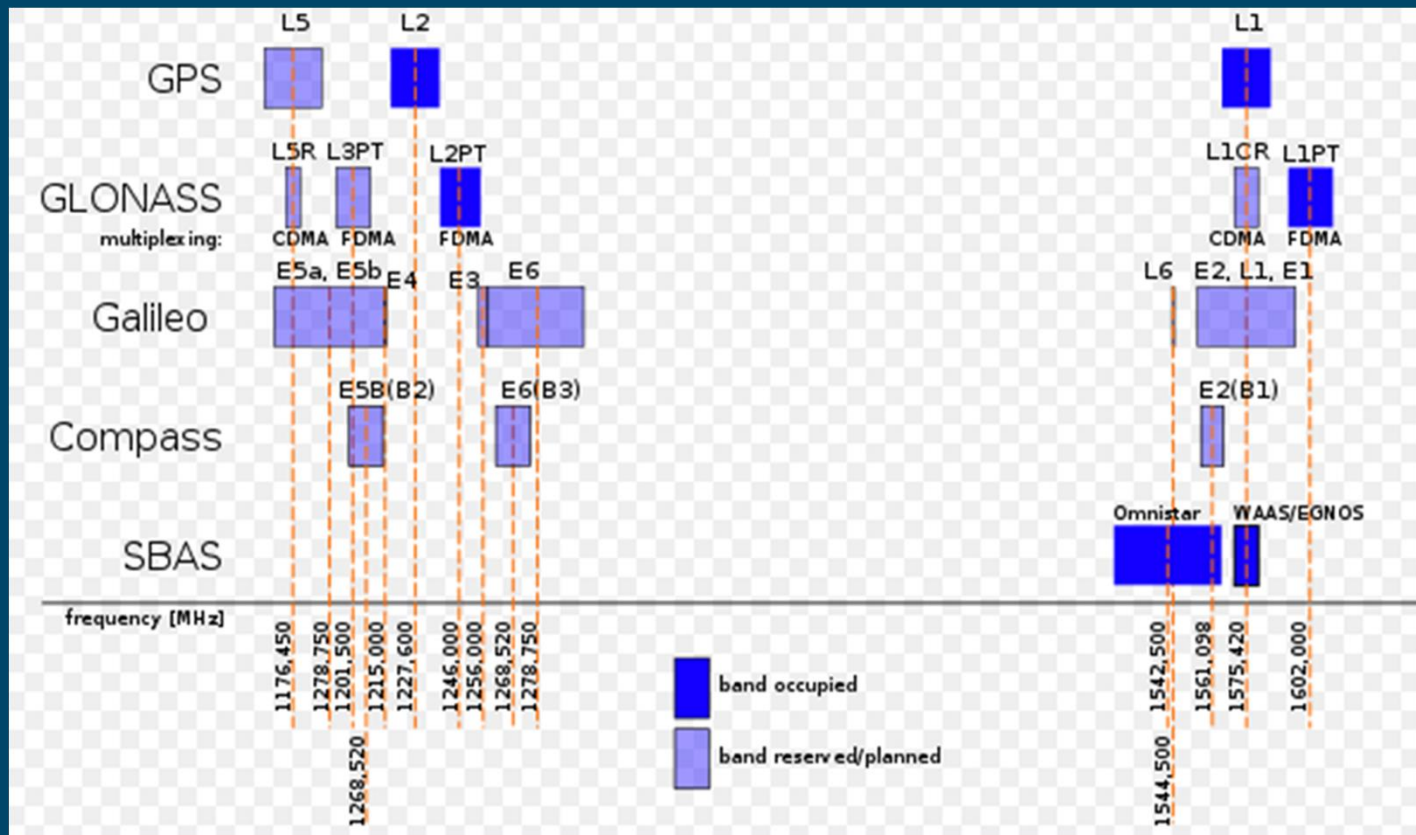 L5 L2 L1
GPS
L5R L3PT L2PT L1CR L1PT
GLONASS
multiplexing: CDMA FDMA FDMA CDMA FDMA
E5a, E5b E4 E3 E6 L6 E2, L1, E1
Galileo
E5B(B2) E6(B3) E2(B1)
Compass
Omnistar WAAS/EGNOS
SBAS
frequency [MHz]
1176,450
1278,750
1201,500
1268,520
1215,000
1227,600
1246,000
1256,000
1268,520
1278,750
1542,500
1544,500
1561,098
1575,420
1602,000
band occupied
band reserved/planned